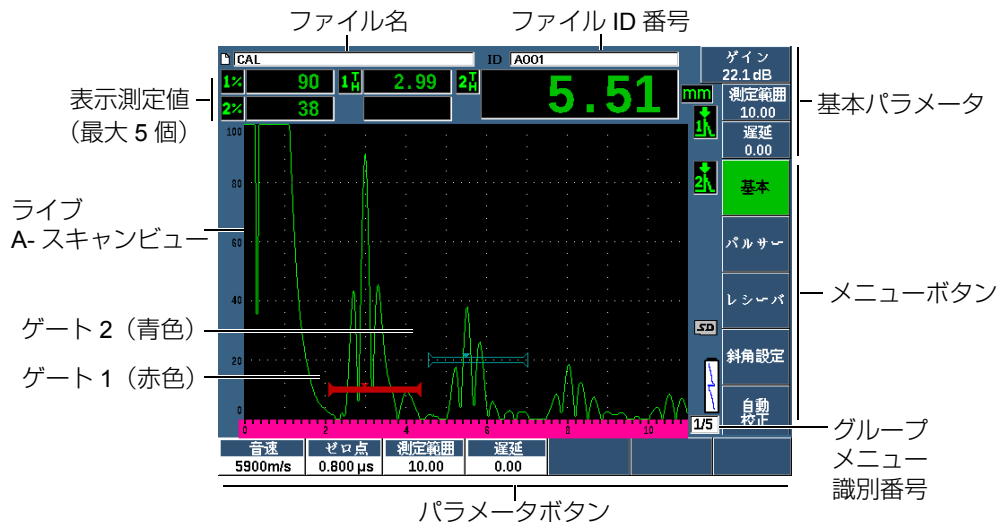 ファイル名
ファイル ID 番号
CAL
ID
A001
ゲイン
22.1 dB
1%
90
1TH
2.99
2TH
5.51
mm
2%
38
測定範囲
10.00
遅延
0.00
表示測定値
(最大 5 個)
基本パラメータ
100
80
60
40
20
0
0
2
4
6
8
10
1
2
基本
パルサー
レシーバ
斜角設定
自動
校正
SD
1/5
ライブ
A- スキャンビュー
ゲート 2(青色)
ゲート 1(赤色)
メニューボタン
グループ
メニュー
識別番号
音速
5900m/s
ゼロ点
0.800 µs
測定範囲
10.00
遅延
0.00
パラメータボタン